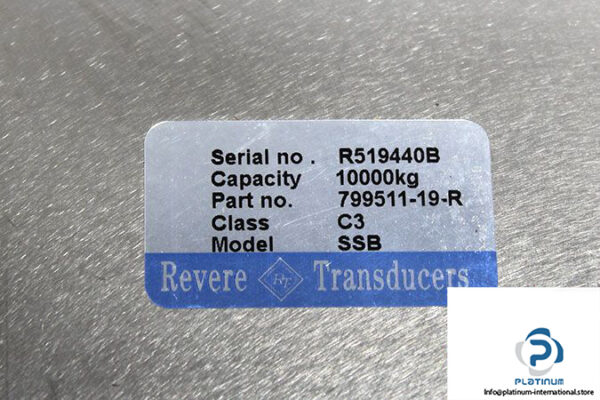 Serial no . R519440B
Capacity 10000kg
Part no. 799511-19-R
Class C3
Model SSB
Revere RT Transducers
PLATINUM
Info@platinum-international.store